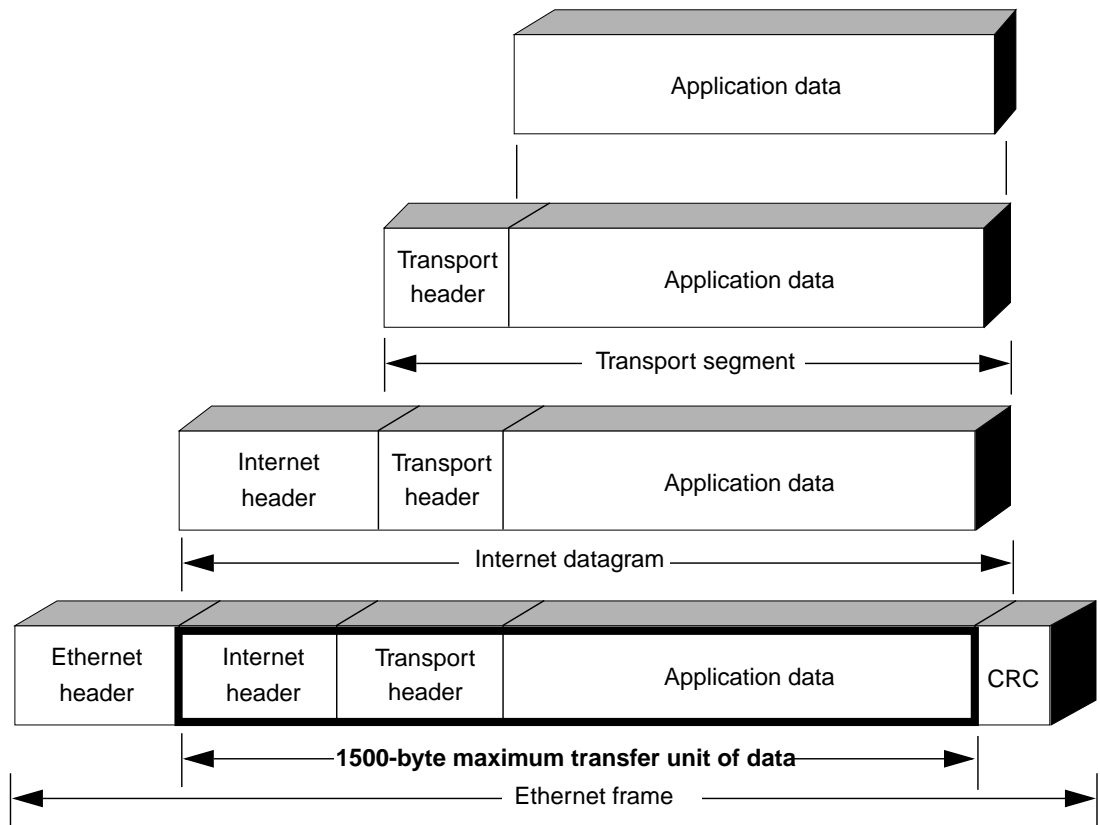 Application data
Transport
header
Application data
Transport segment
Internet
header
Transport
header
Application data
Internet datagram
Ethernet
header
Internet
header
Transport
header
Application data
CRC
1500-byte maximum transfer unit of data
Ethernet frame